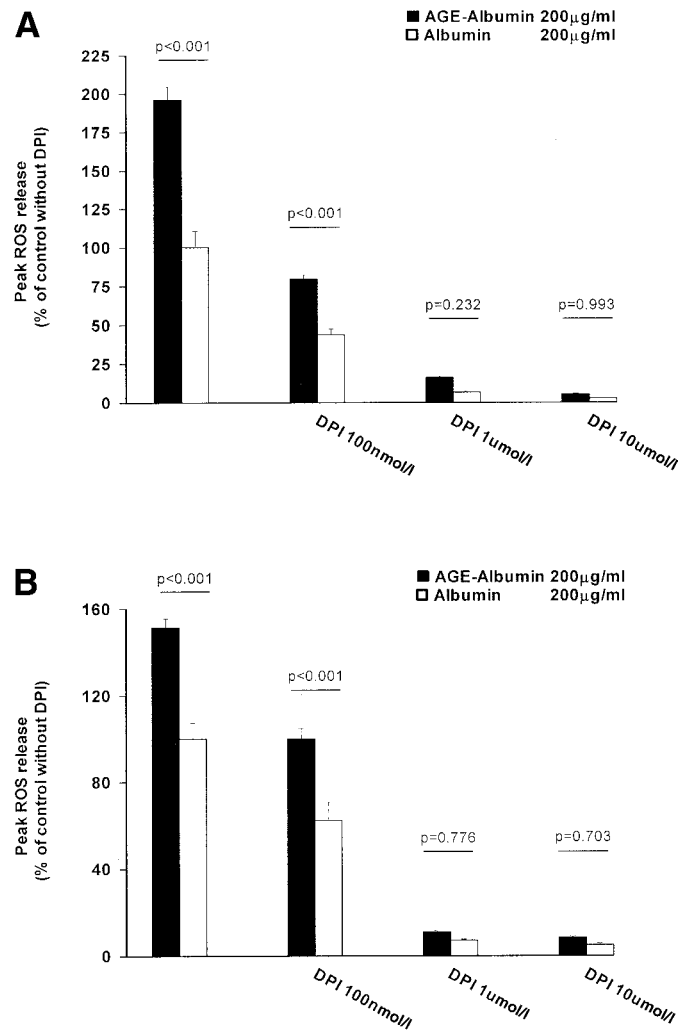 A
AGE-Albumin 200μg/ml
Albumin 200μg/ml
p<0.001
p<0.001
p=0.232
p=0.993
Peak ROS release
(% of control without DPI)
225
200
175
150
125
100
75
50
25
0
DPI 100nmol/l
DPI 1umol/l
DPI 10umol/l
B
AGE-Albumin 200μg/ml
Albumin 200μg/ml
p<0.001
p<0.001
p=0.776
p=0.703
Peak ROS release
(% of control without DPI)
160
120
80
40
0
DPI 100nmol/l
DPI 1umol/l
DPI 10umol/l